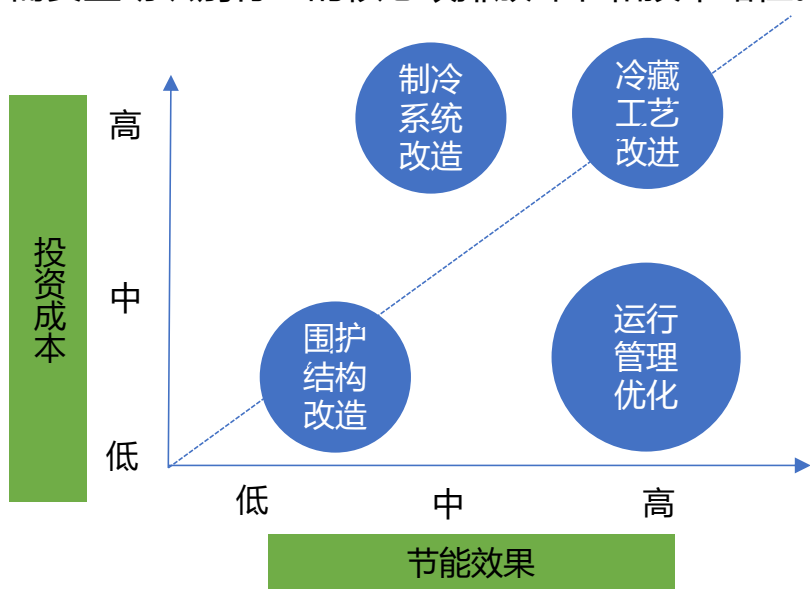 制冷
系统
改造
冷藏
工艺
改进
高
投资成本
中
围护
结构
改造
运行
管理
优化
低
低
中
高
节能效果